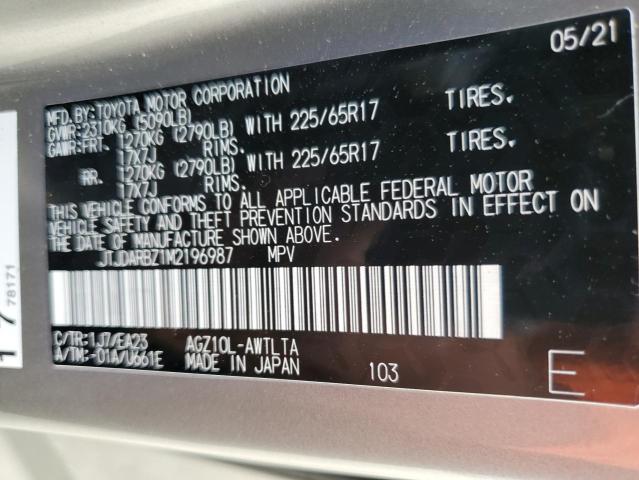 05/21
MFD.BY:TOYOTA MOTOR CORPORATION
GVWR:2310KG (5090LB)
GAWR:FRT. 1270KG (2790LB) WITH 225/65R17 TIRES.
17X7J RIMS.
RR. 1270KG (2790LB) WITH 225/65R17 TIRES.
17X7J RIMS.
THIS VEHICLE CONFORMS TO ALL APPLICABLE FEDERAL MOTOR
VEHICLE SAFETY AND THEFT PREVENTION STANDARDS IN EFFECT ON
THE DATE OF MANUFACTURE SHOWN ABOVE.
JTJDARBZ1M2196987 MPV
C/TR:1J7/EA23 AGZ10L-AWTLTA
A/TM:-01A/U661E MADE IN JAPAN 103 E
78171